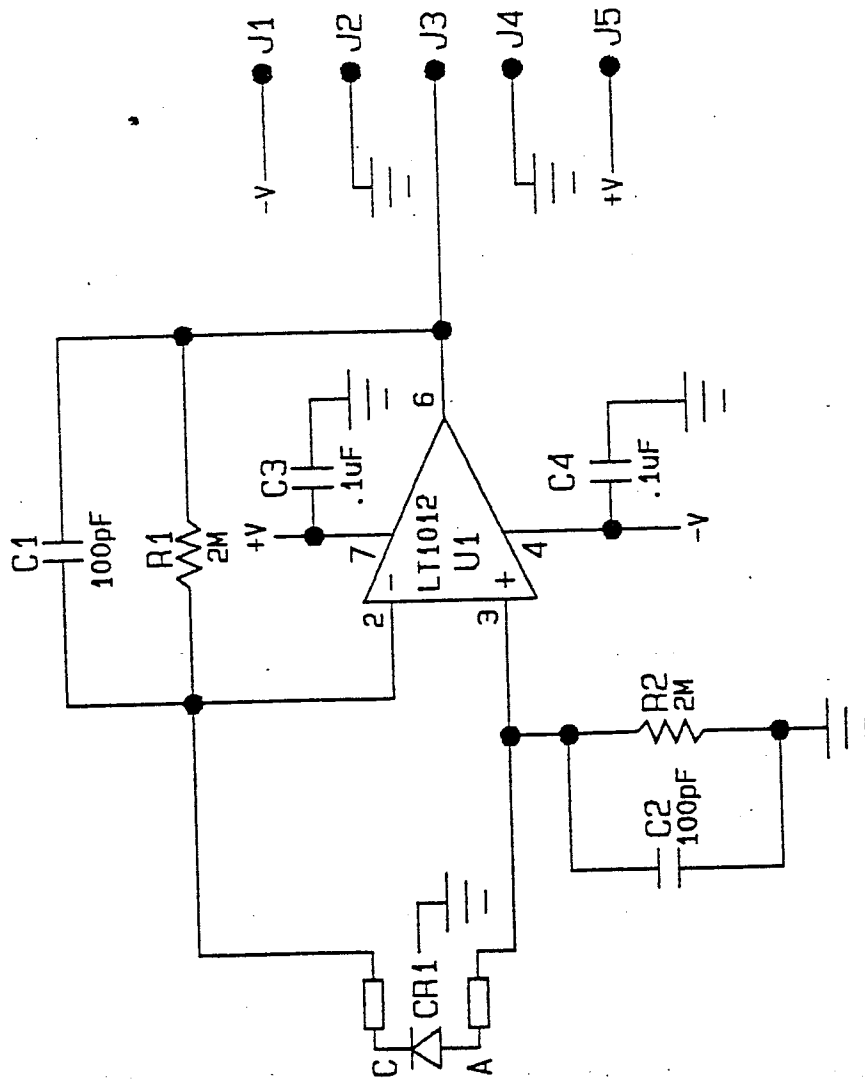 C1
100pF
R1
2M
+V
C3
.1uF
7
2
-
LT1012
U1
6
3
+
4
C4
.1uF
-V
C
CR1
A
R2
2M
C2
100pF
-V
J1
J2
J3
J4
+V
J5